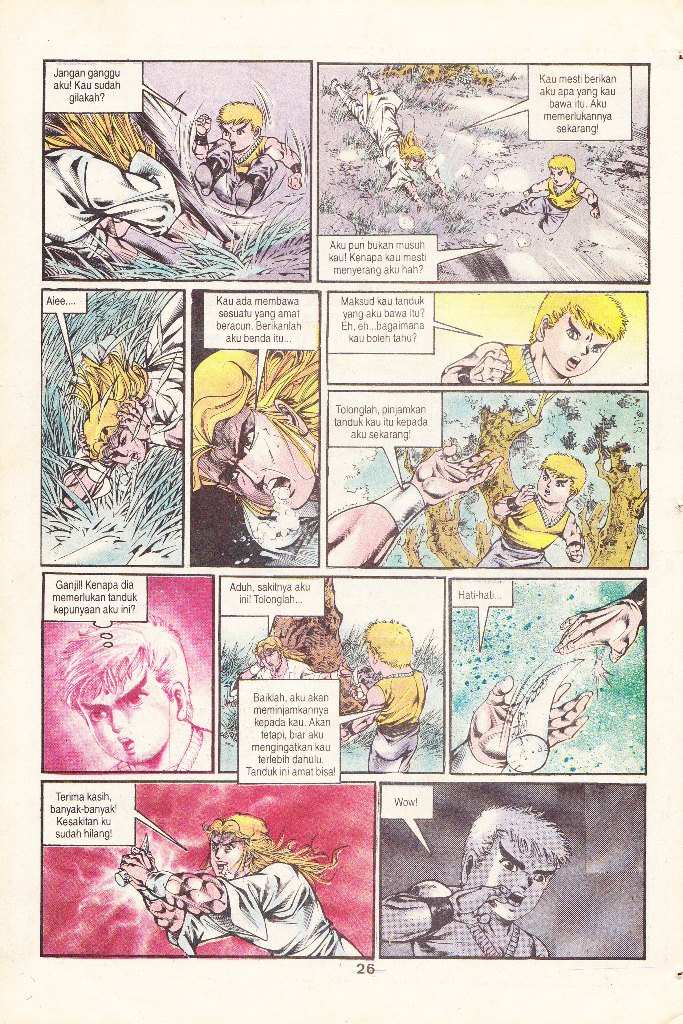 Jangan ganggu
aku! Kau sudah
gilakah?
Kau mesti berikan
aku apa yang kau
bawa itu. Aku
memerlukannya
sekarang!
Aku pun bukan musuh
kau! Kenapa kau mesti
menyerang aku hah?
Aiee....
Kau ada membawa
sesuatu yang amat
beracun. Berikanlah
aku benda itu...
Maksud kau tanduk
yang aku bawa itu?
Eh, eh...bagaimana
kau boleh tahu?
Tolonglah, pinjamkan
tanduk kau itu kepada
aku sekarang!
Ganjil! Kenapa dia
memerlukan tanduk
kepunyaan aku ini?
Aduh, sakitnya aku
ini! Tolonglah...
Baiklah, aku akan
meminjamkannya
kepada kau. Akan
tetapi, biar aku
mengingatkan kau
terlebih dahulu.
Tanduk ini amat bisa!
Hati-hati...
Terima kasih,
banyak-banyak!
Kesakitan ku
sudah hilang!
Wow!
26